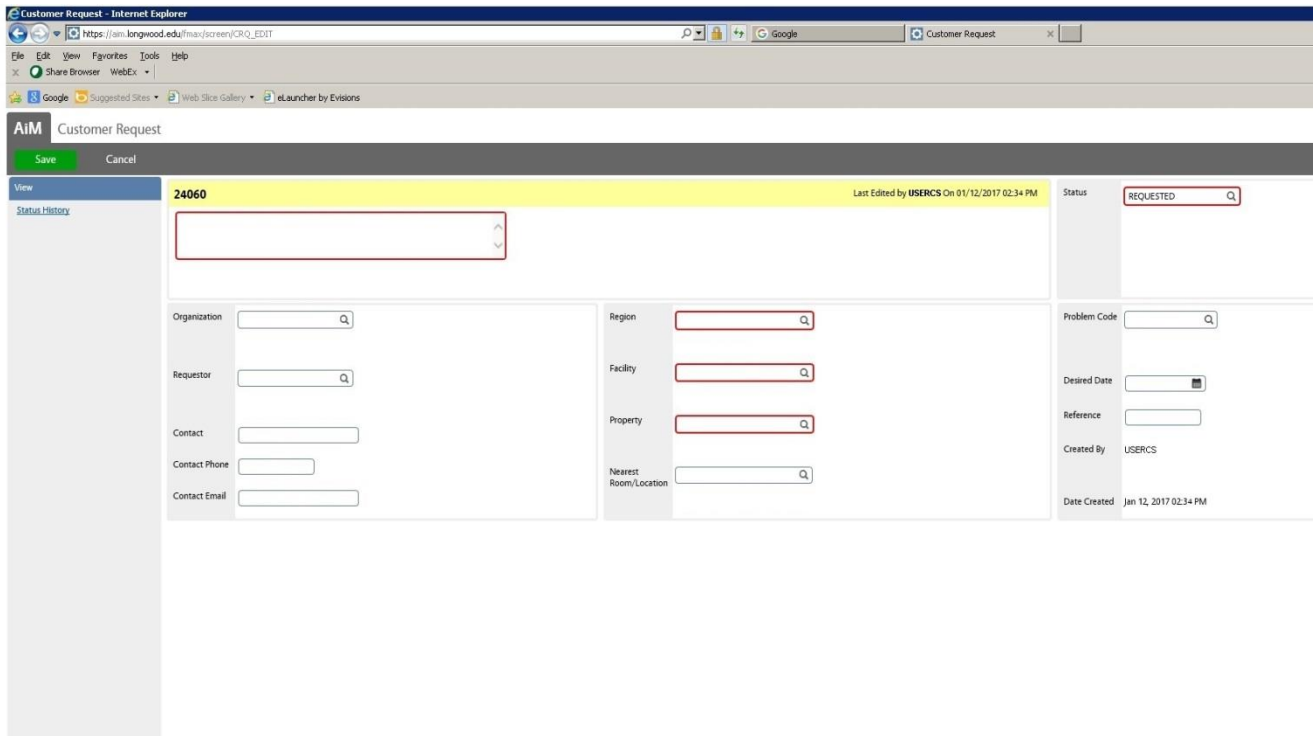 Customer Request - Internet Explorer
https://aim.longwood.edu/fmax/screen/CRQ_EDIT
Google
Customer Request
File Edit View Favorites Tools Help
Share Browser WebEx
Google Suggested Sites Web Slice Gallery eLauncher by Evisions
AiM Customer Request
Save Cancel
View
Status History
24060
Last Edited by USERCS On 01/12/2017 02:34 PM
Status REQUESTED
Organization
Requestor
Contact
Contact Phone
Contact Email
Region
Facility
Property
Nearest
Room/Location
Problem Code
Desired Date
Reference
Created By USERCS
Date Created Jan 12, 2017 02:34 PM